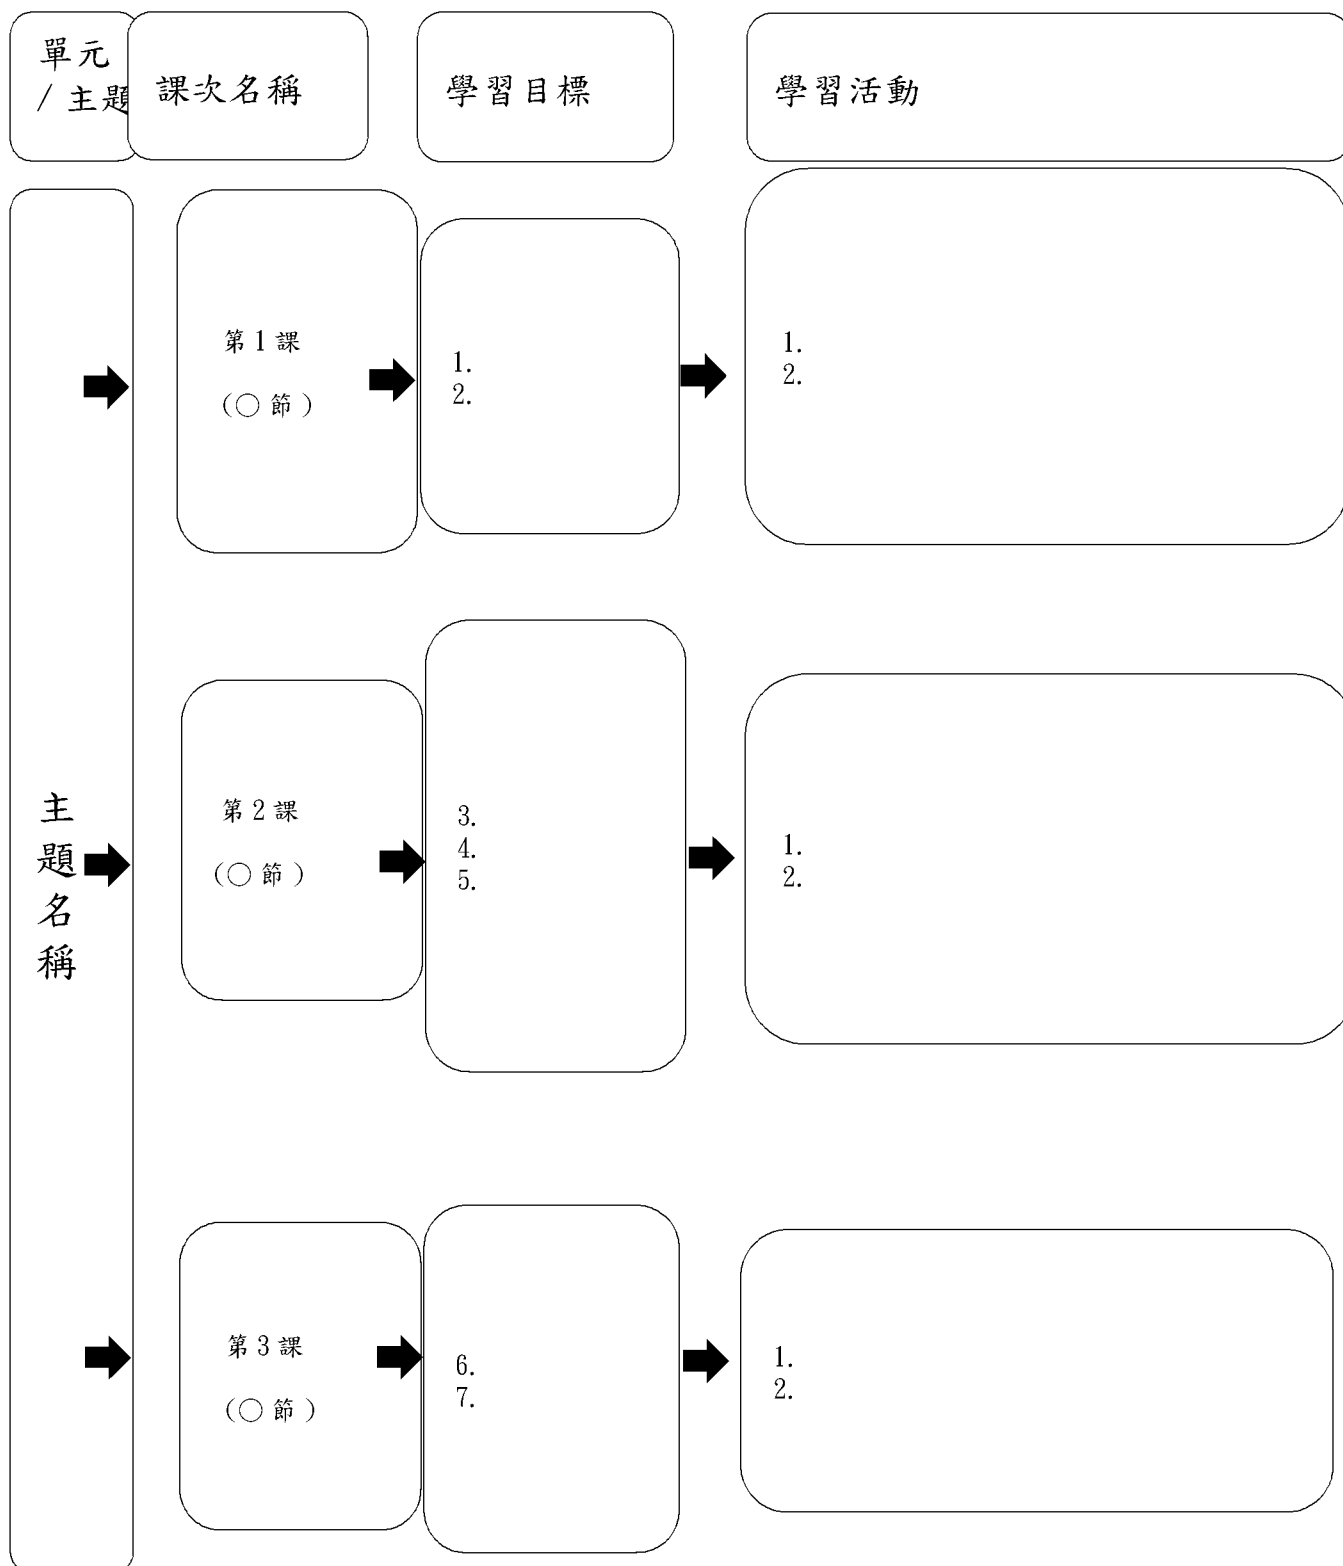 單元
/ 主題
課次名稱
學習目標
學習活動
主
題
名
稱
第 1 課
(○ 節 )
1.
2.
1.
2.
第 2 課
(○ 節 )
3.
4.
5.
1.
2.
第 3 課
(○ 節 )
6.
7.
1.
2.